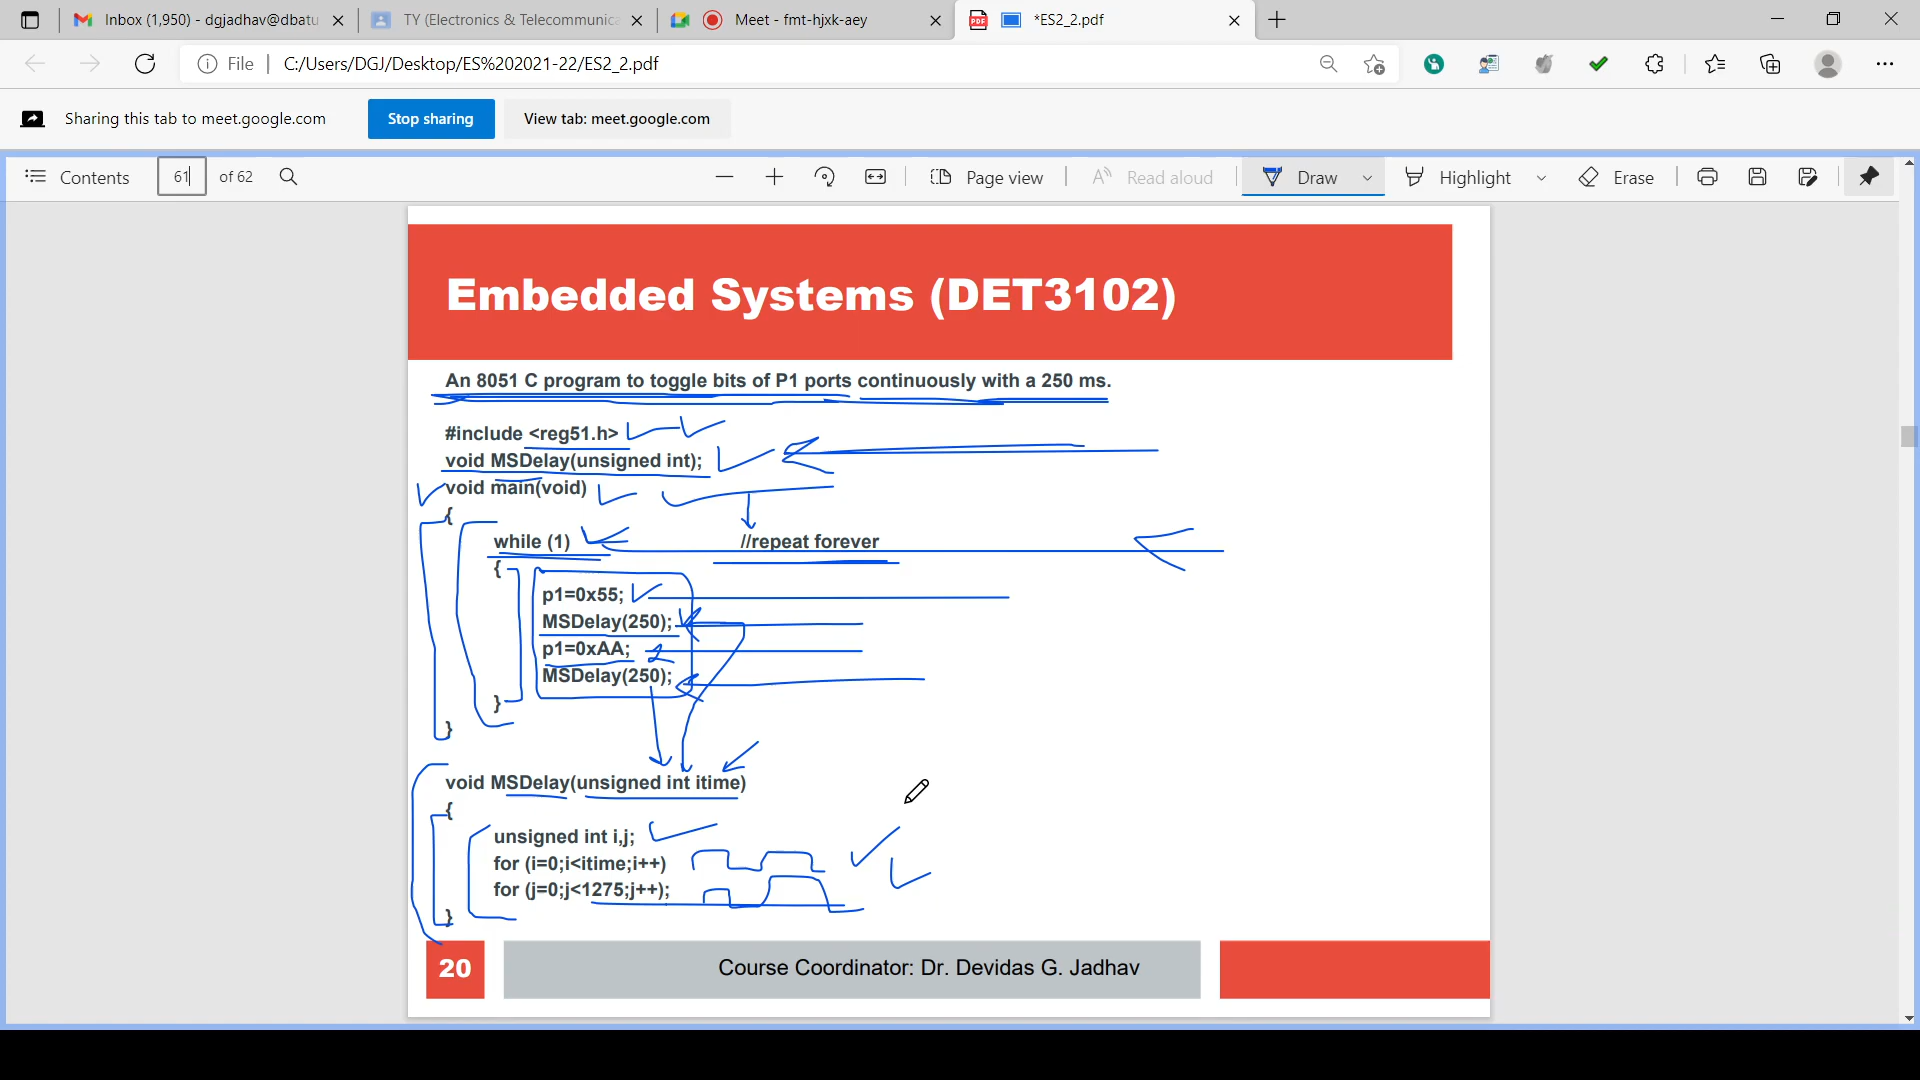 Inbox (1,950) - dgjadhav@dbatu
TY (Electronics & Telecommunica
Meet - fmt-hjxk-aey
*ES2_2.pdf
File
C:/Users/DGJ/Desktop/ES%202021-22/ES2_2.pdf
Sharing this tab to meet.google.com
Stop sharing
View tab: meet.google.com
Contents
61
of 62
Page view
Read aloud
Draw
Highlight
Erase
Embedded Systems (DET3102)
An 8051 C program to toggle bits of P1 ports continuously with a 250 ms.
#include <reg51.h>
void MSDelay(unsigned int);
void main(void)
{
while (1) //repeat forever
{
p1=0x55;
MSDelay(250);
p1=0xAA;
MSDelay(250);
}
}
void MSDelay(unsigned int itime)
{
unsigned int i,j;
for (i=0;i<itime;i++)
for (j=0;j<1275;j++);
}
20
Course Coordinator: Dr. Devidas G. Jadhav